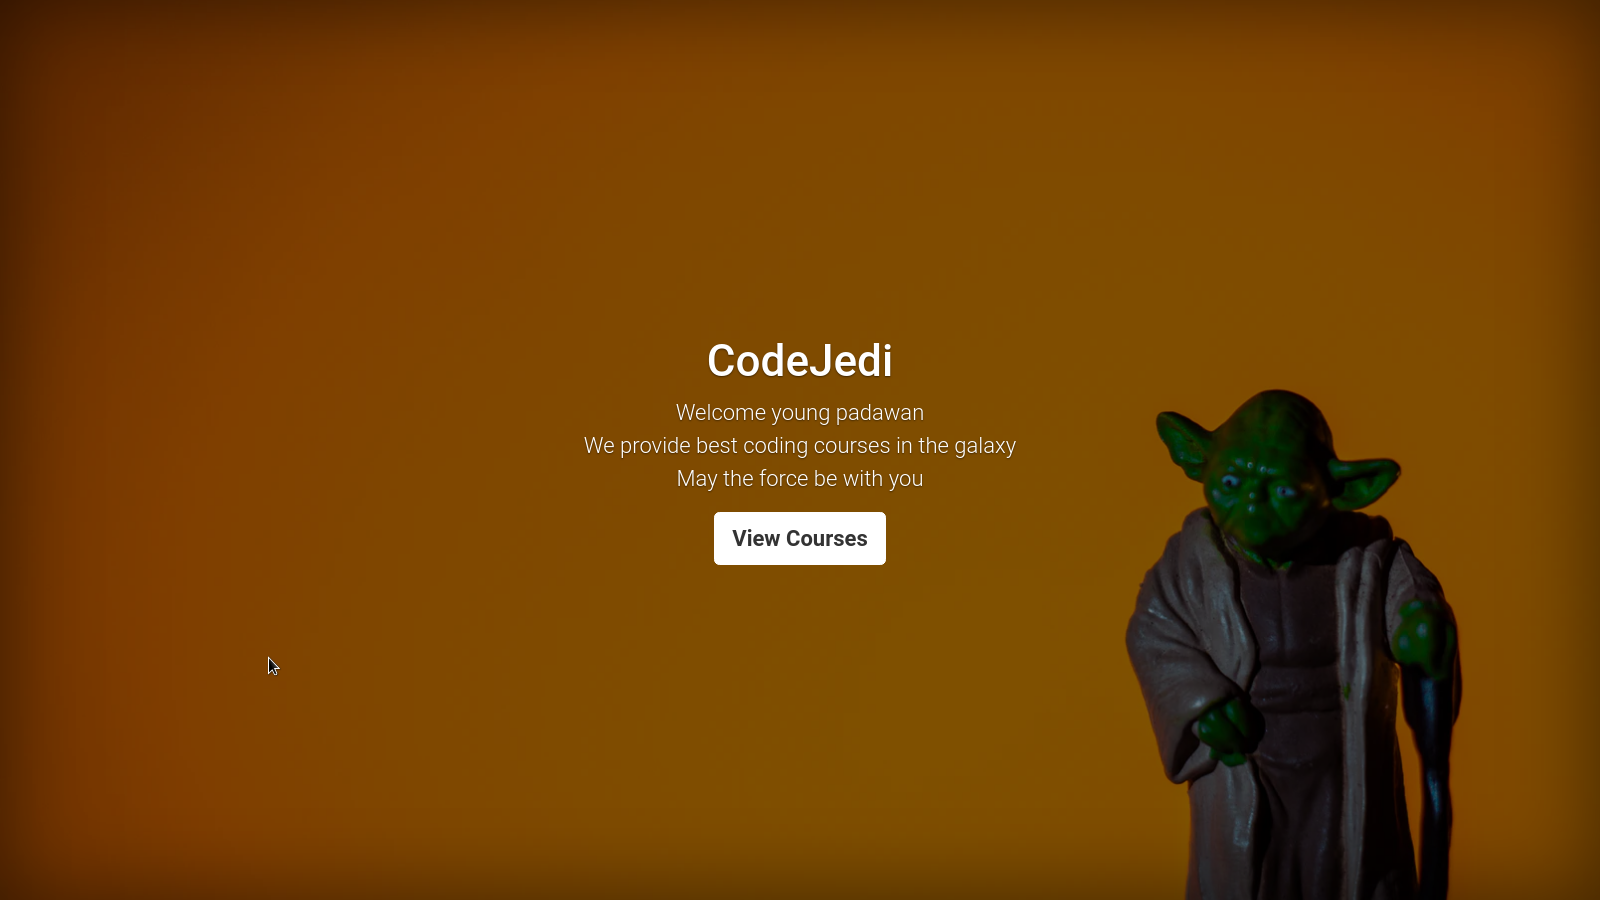 CodeJedi
Welcome young padawan
We provide best coding courses in the galaxy
May the force be with you
View Courses